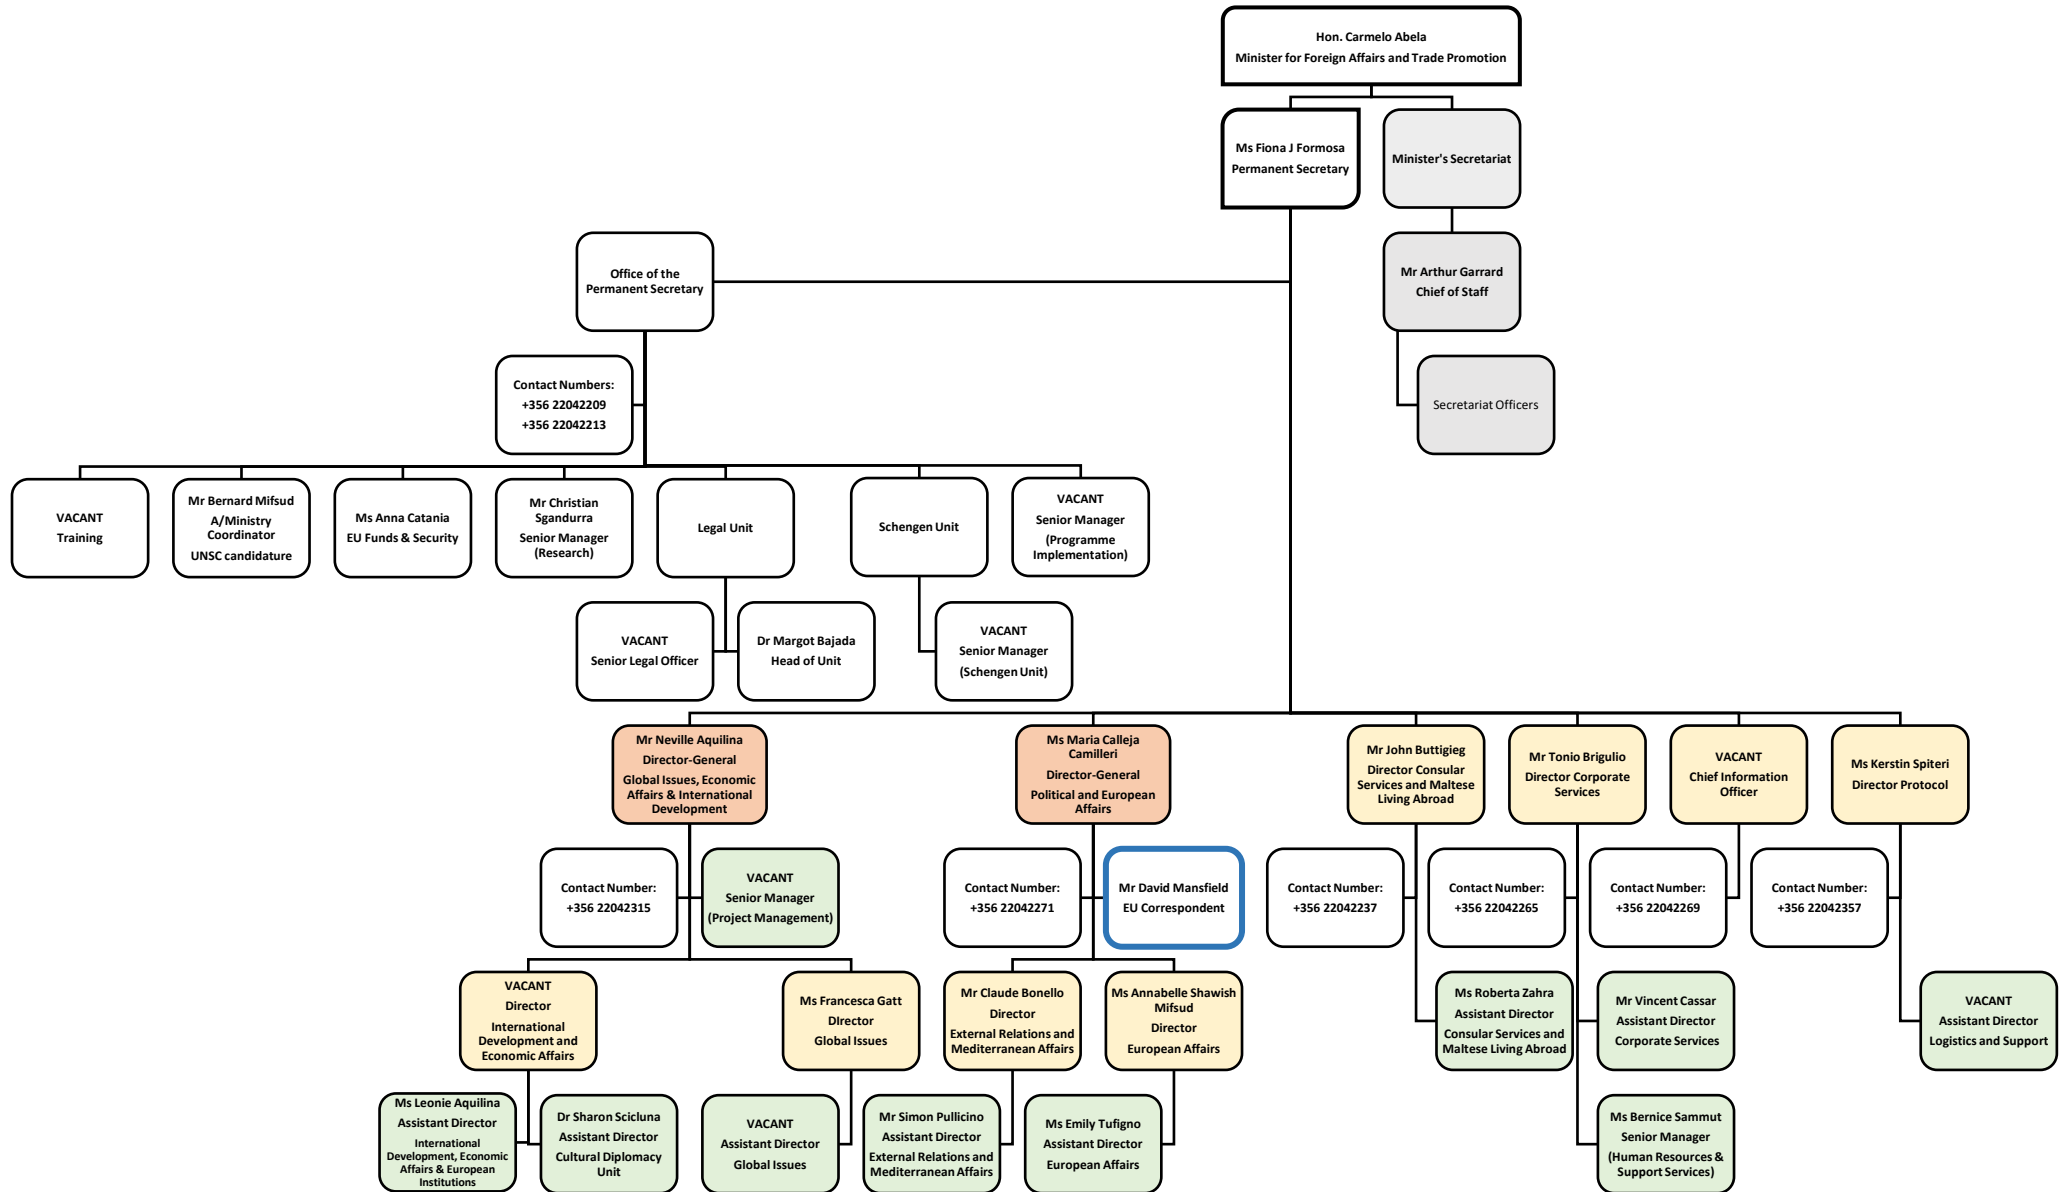 Hon. Carmelo Abela
Minister for Foreign Affairs and Trade Promotion
Ms Fiona J Formosa
Permanent Secretary
Minister's Secretariat
Office of the
Permanent Secretary
Mr Arthur Garrard
Chief of Staff
Contact Numbers:
+356 22042209
+356 22042213
Secretariat Officers
VACANT
Training
Mr Bernard Mifsud
A/Ministry
Coordinator
UNSC candidature
Ms Anna Catania
EU Funds & Security
Mr Christian
Sgandurra
Senior Manager
(Research)
Legal Unit
Schengen Unit
VACANT
Senior Manager
(Programme
Implementation)
VACANT
Senior Legal Officer
Dr Margot Bajada
Head of Unit
VACANT
Senior Manager
(Schengen Unit)
Mr Neville Aquilina
Director-General
Global Issues, Economic
Affairs & International
Development
Ms Maria Calleja
Camilleri
Director-General
Political and European
Affairs
Mr John Buttigieg
Director Consular
Services and Maltese
Living Abroad
Mr Tonio Brigulio
Director Corporate
Services
VACANT
Chief Information
Officer
Ms Kerstin Spiteri
Director Protocol
Contact Number:
+356 22042315
VACANT
Senior Manager
(Project Management)
Contact Number:
+356 22042271
Mr David Mansfield
EU Correspondent
Contact Number:
+356 22042237
Contact Number:
+356 22042265
Contact Number:
+356 22042269
Contact Number:
+356 22042357
VACANT
Director
International
Development and
Economic Affairs
Ms Francesca Gatt
DIrector
Global Issues
Mr Claude Bonello
Director
External Relations and
Mediterranean Affairs
Ms Annabelle Shawish
Mifsud
Director
European Affairs
Ms Roberta Zahra
Assistant Director
Consular Services and
Maltese Living Abroad
Mr Vincent Cassar
Assistant Director
Corporate Services
VACANT
Assistant Director
Logistics and Support
Ms Leonie Aquilina
Assistant Director
International
Development, Economic
Affairs & European
Institutions
Dr Sharon Scicluna
Assistant Director
Cultural Diplomacy
Unit
VACANT
Assistant Director
Global Issues
Mr Simon Pullicino
Assistant Director
External Relations and
Mediterranean Affairs
Ms Emily Tufigno
Assistant Director
European Affairs
Ms Bernice Sammut
Senior Manager
(Human Resources &
Support Services)